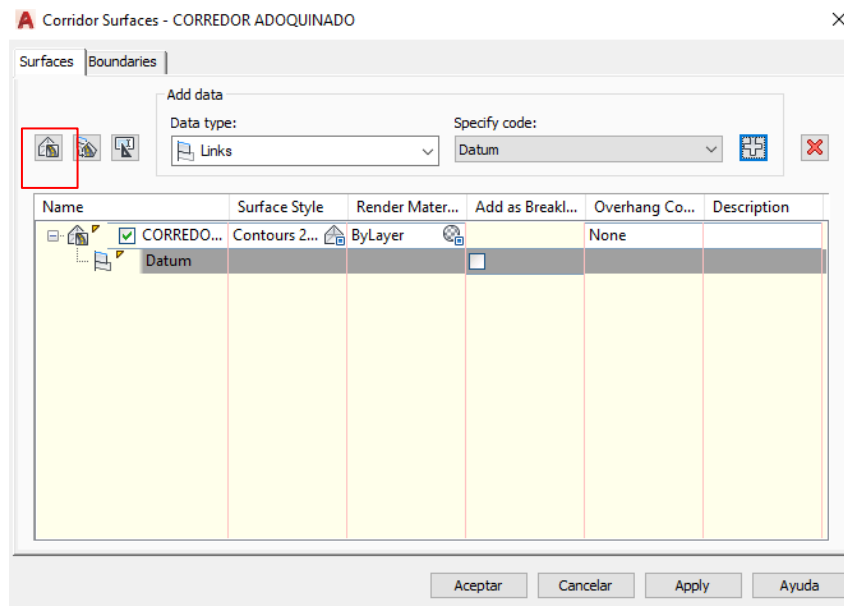 Corridor Surfaces - CORREDOR ADOQUINADO
Surfaces Boundaries
Add data
Data type: Specify code:
Links Datum
Name Surface Style Render Mater... Add as Breakl... Overhang Co... Description
CORREDO... Contours 2... ByLayer None
Datum
Aceptar Cancelar Apply Ayuda